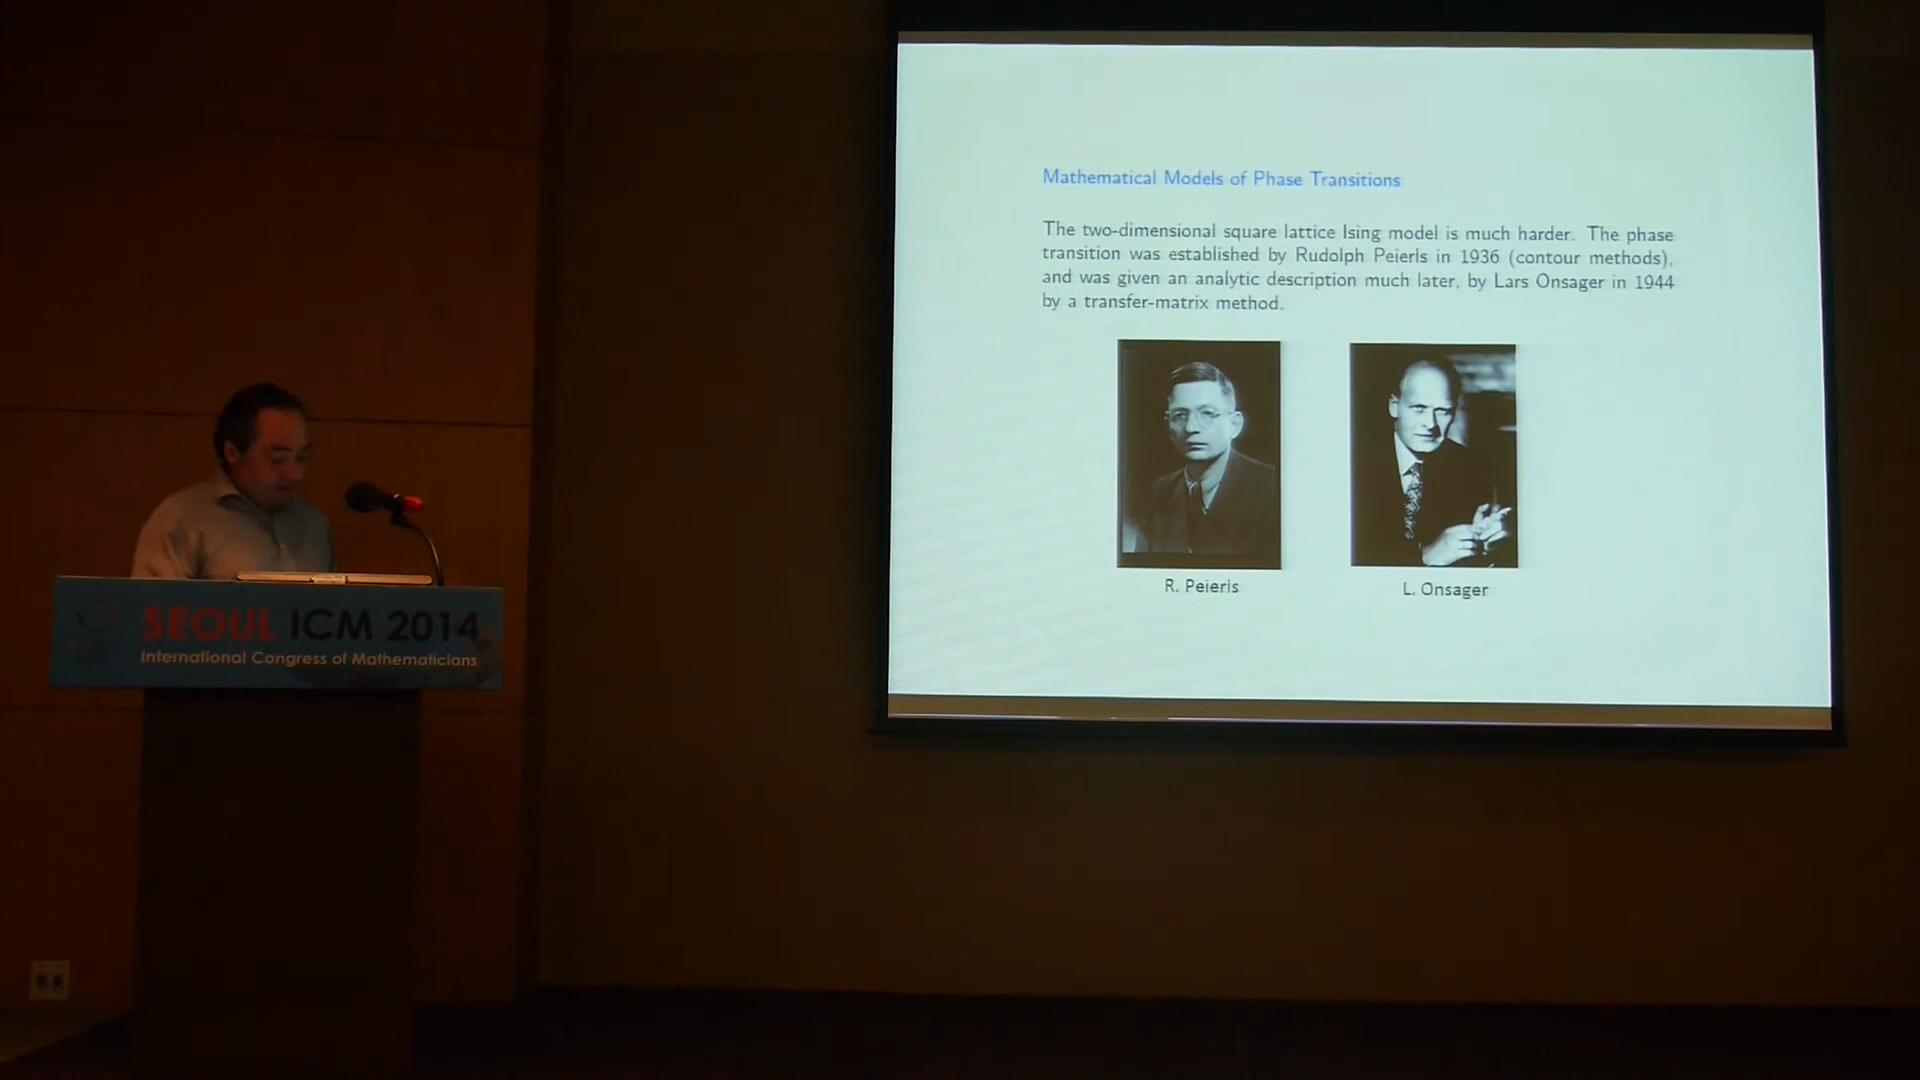 Mathematical Models of Phase Transitions
The two-dimensional square lattice Ising model is much harder. The phase
transition was established by Rudolph Peierls in 1936 (contour methods),
and was given an analytic description much later, by Lars Onsager in 1944
by a transfer-matrix method.
R. Peierls
L. Onsager
SEOUL ICM 2014
International Congress of Mathematicians